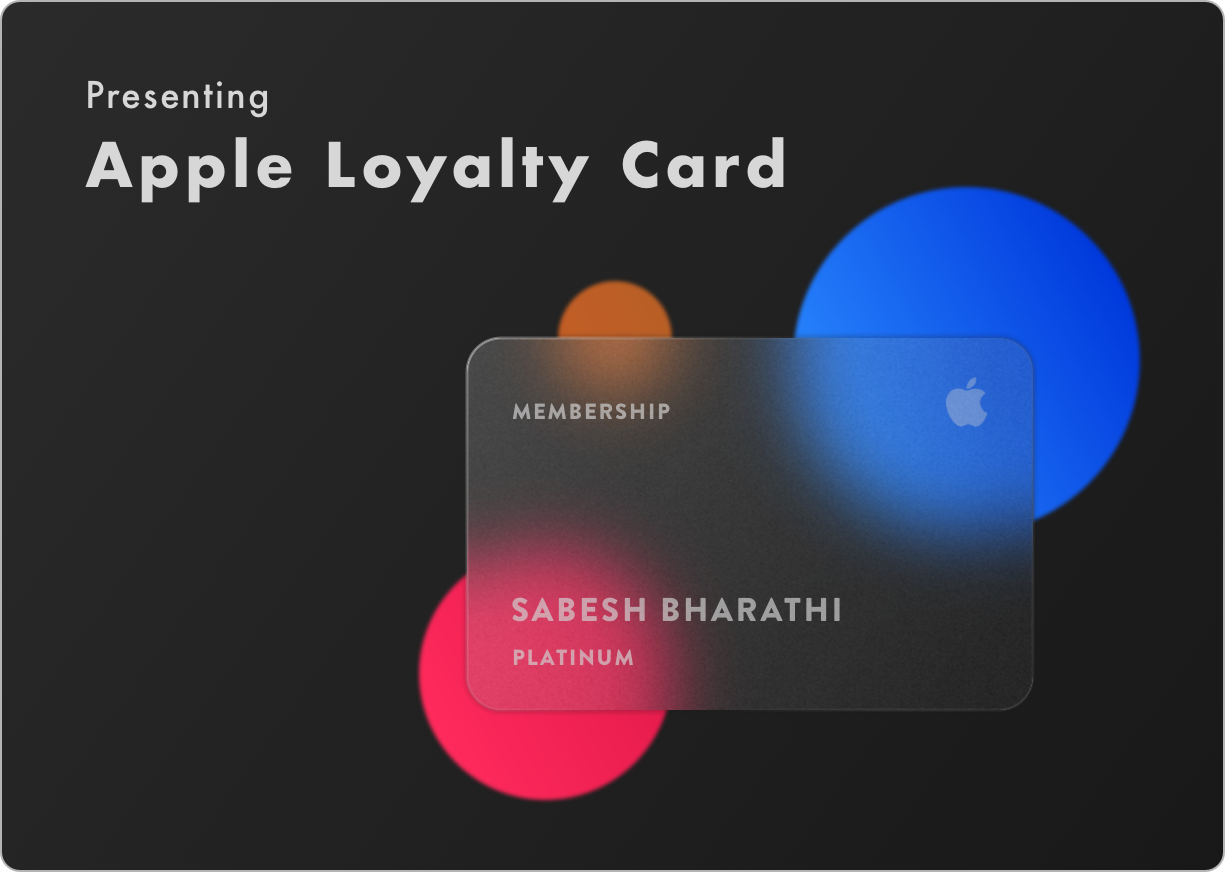 Presenting
Apple Loyalty Card
MEMBERSHIP
SABESH BHARATHI
PLATINUM